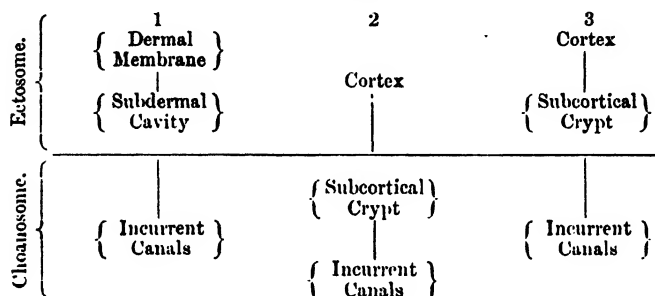 1 2 3
Ectosome.
{ Dermal Membrane } Cortex
Cortex
{ Subdermal Cavity } { Subcortical Crypt }
Choanosome.
{ Subcortical Crypt }
{ Incurrent Canals } { Incurrent Canals }
{ Incurrent Canals }